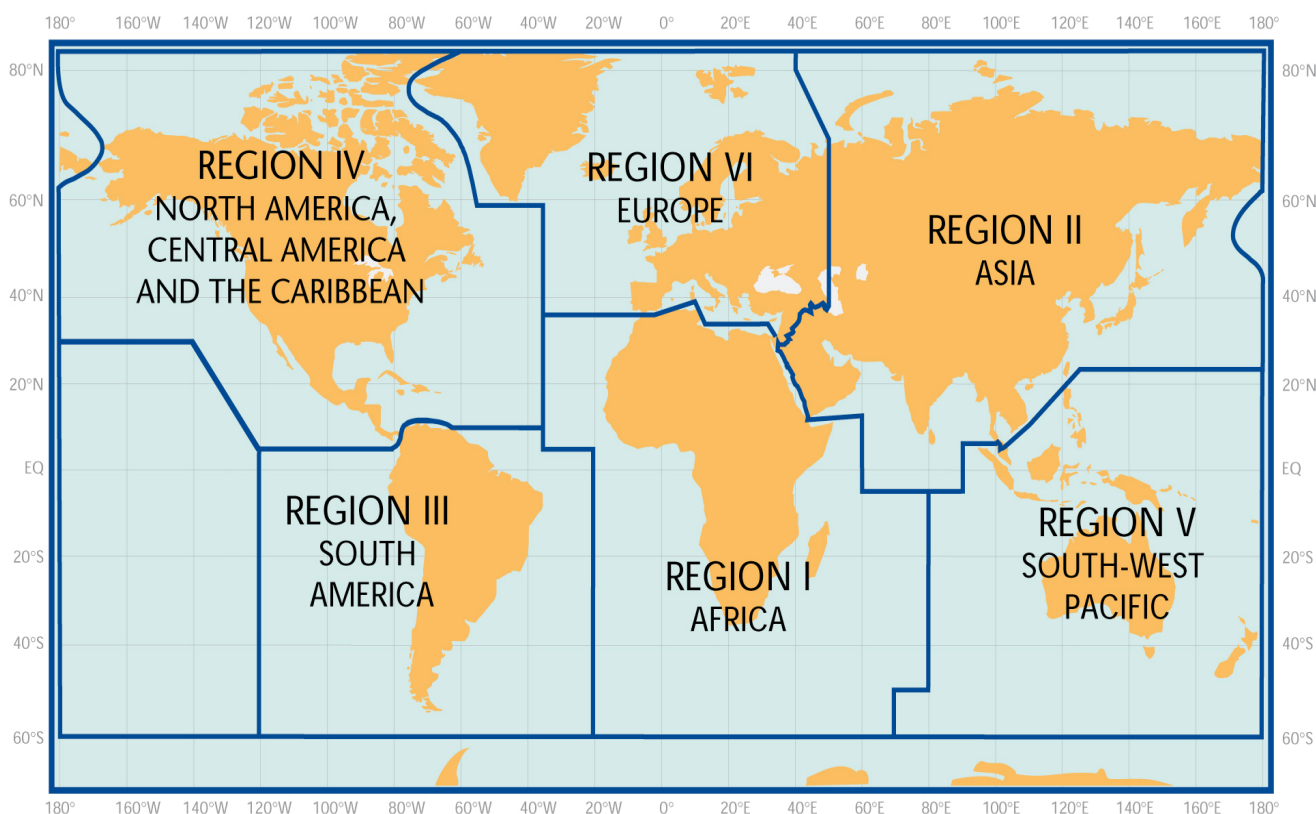 180° 160°W 140°W 120°W 100°W 80°W 60°W 40°W 20°W 0° 20°E 40°E 60°E 80°E 100°E 120°E 140°E 160°E 180°
80°N 80°N
REGION IV
NORTH AMERICA,
CENTRAL AMERICA
AND THE CARIBBEAN
REGION VI
EUROPE
REGION II
ASIA
60°N 60°N
40°N 40°N
20°N 20°N
EQ EQ
REGION III
SOUTH
AMERICA
REGION I
AFRICA
REGION V
SOUTH-WEST
PACIFIC
20°S 20°S
40°S 40°S
60°S 60°S
180° 160°W 140°W 120°W 100°W 80°W 60°W 40°W 20°W 0° 20°E 40°E 60°E 80°E 100°E 120°E 140°E 160°E 180°